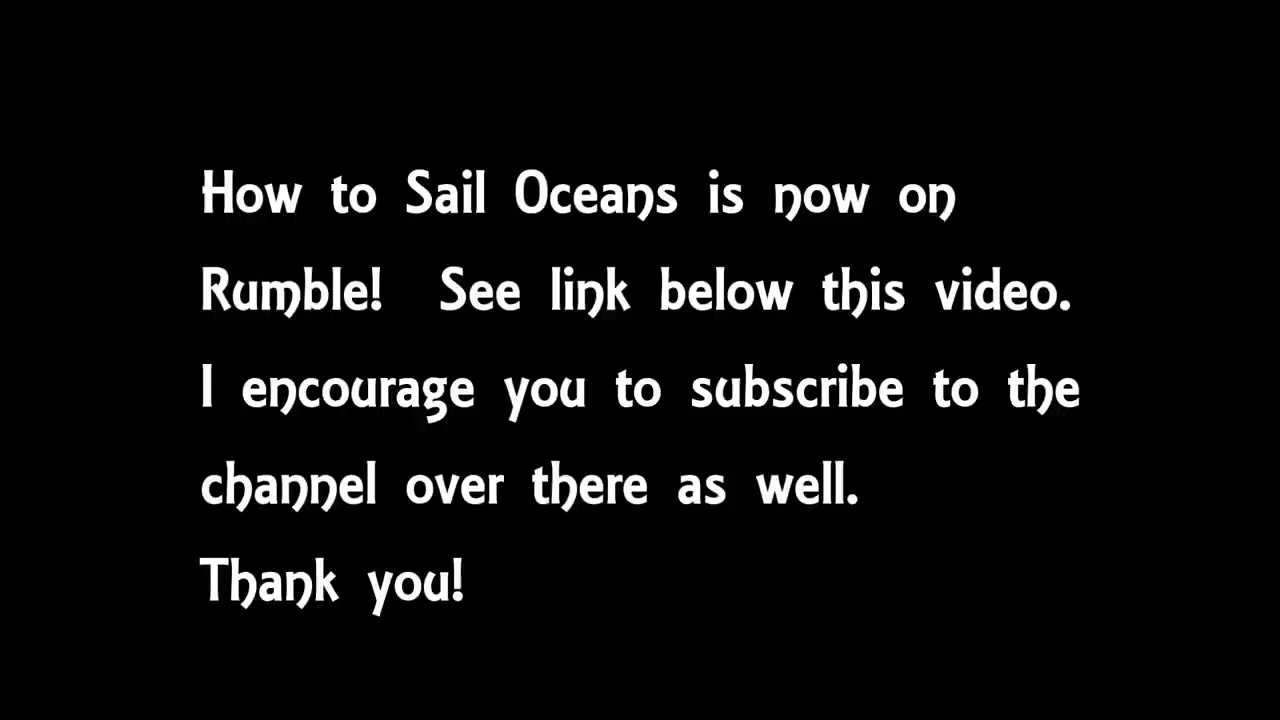 How to Sail Oceans is now on
Rumble! See link below this video.
I encourage you to subscribe to the
channel over there as well.
Thank you!